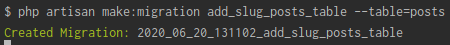 $ php artisan make:migration add_slug_posts_table --table=posts
Created Migration: 2020_06_20_131102_add_slug_posts_table